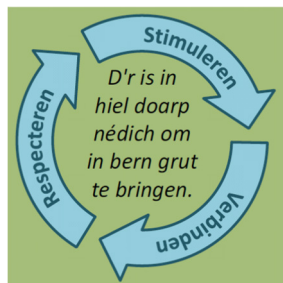 Stimuleren
D'r is in
hiel doarp
nédich om
in bern grut
te bringen.
Respecteren
Verbinden